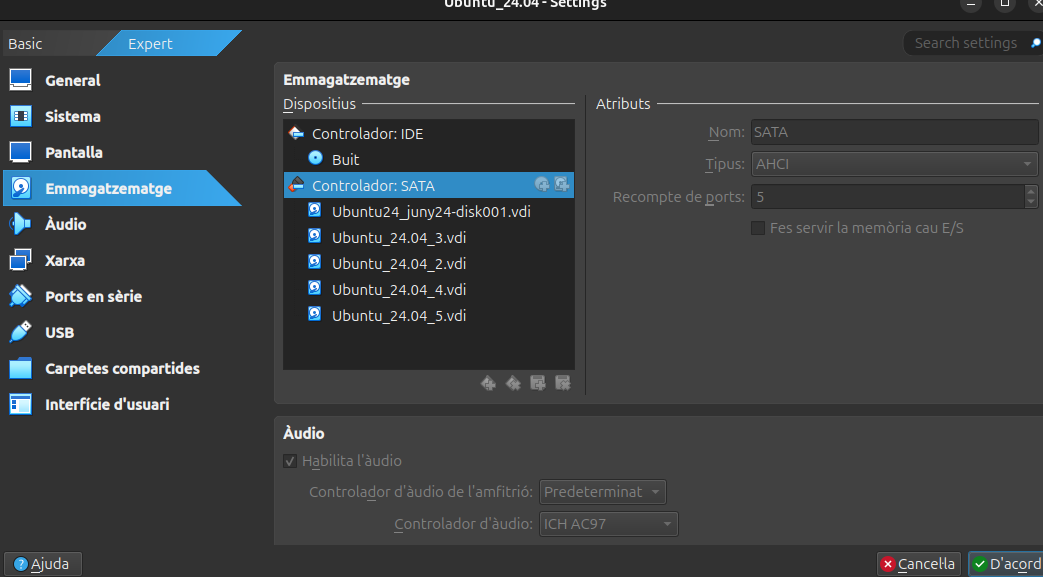 Ubuntu_24.04 - Settings
Basic
Expert
Search settings
General
Sistema
Pantalla
Emmagatzematge
Àudio
Xarxa
Ports en sèrie
USB
Carpetes compartides
Interfície d'usuari
Emmagatzematge
Dispositius
Controlador: IDE
Buit
Controlador: SATA
Ubuntu24_juny24-disk001.vdi
Ubuntu_24.04_3.vdi
Ubuntu_24.04_2.vdi
Ubuntu_24.04_4.vdi
Ubuntu_24.04_5.vdi
Atributs
Nom: SATA
Tipus: AHCI
Recompte de ports: 5
Fes servir la memòria cau E/S
Àudio
Habilita l'àudio
Controlador d'àudio de l'amfitrió: Predeterminat
Controlador d'àudio: ICH AC97
Ajuda
Cancella
D'acord